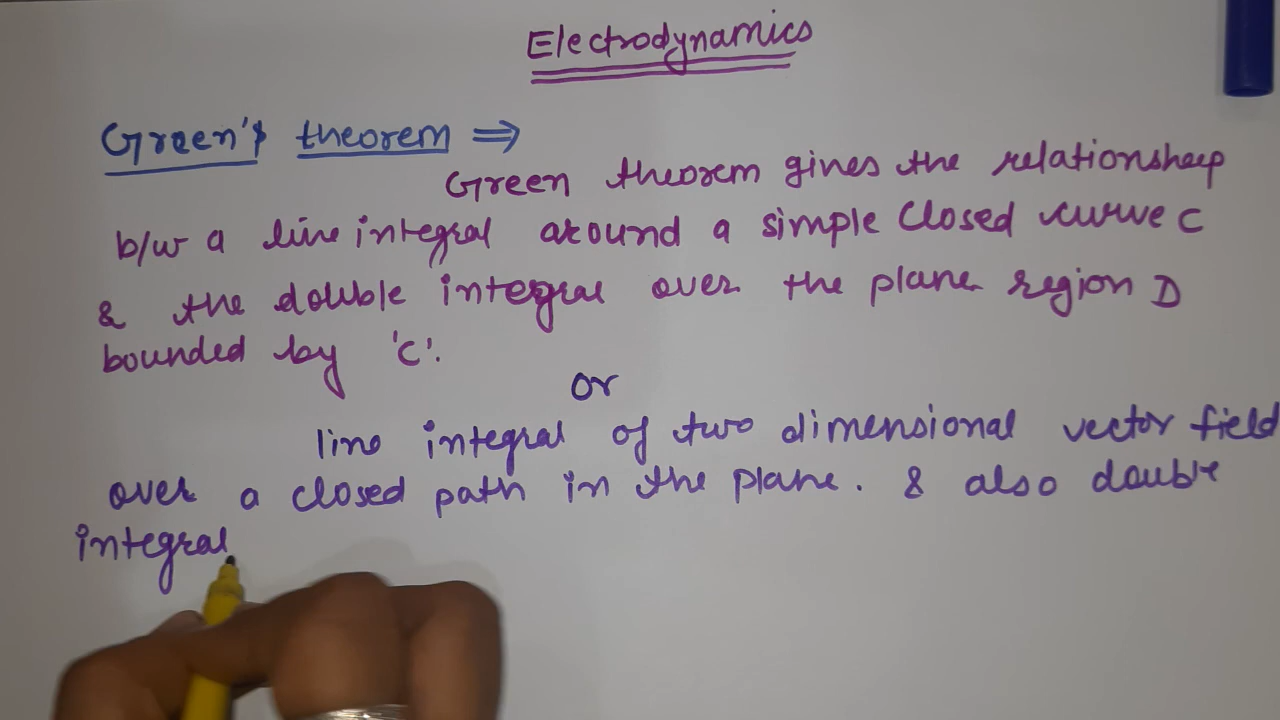 Electrodynamics
Green's theorem ⇒
Green theorem gives the relationsheep
b/w a line integral around a simple closed curve C
& the double integral over the plane region D
bounded by 'C'.
or
line integral of two dimensional vector field
over a closed path in the plane. & also double
integral